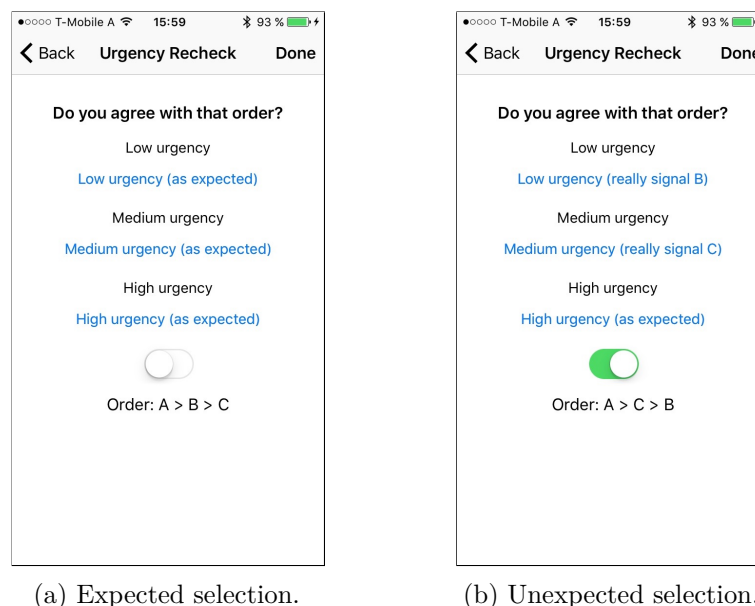 T-Mobile A 15:59 93 %
Back Urgency Recheck Done
Do you agree with that order?
Low urgency
Low urgency (as expected)
Medium urgency
Medium urgency (as expected)
High urgency
High urgency (as expected)
Order: A > B > C
(a) Expected selection.
T-Mobile A 15:59 93 %
Back Urgency Recheck Done
Do you agree with that order?
Low urgency
Low urgency (really signal B)
Medium urgency
Medium urgency (really signal C)
High urgency
High urgency (as expected)
Order: A > C > B
(b) Unexpected selection.